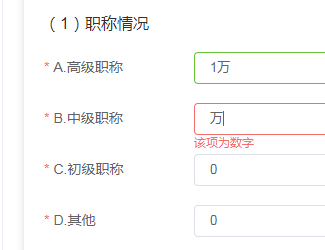 （1）职称情况
* A.高级职称 1万
* B.中级职称 万
该项为数字
* C.初级职称 0
* D.其他 0